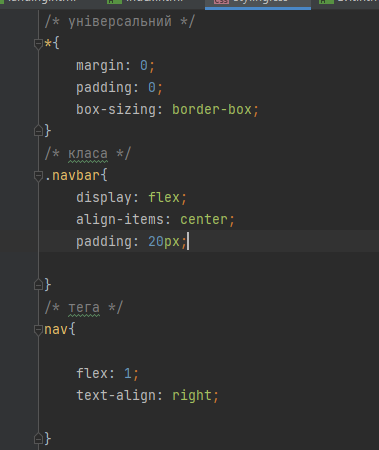 /* універсальний */
*{
margin: 0;
padding: 0;
box-sizing: border-box;
}
/* класа */
.navbar{
display: flex;
align-items: center;
padding: 20px;
}
/* тега */
nav{
flex: 1;
text-align: right;
}